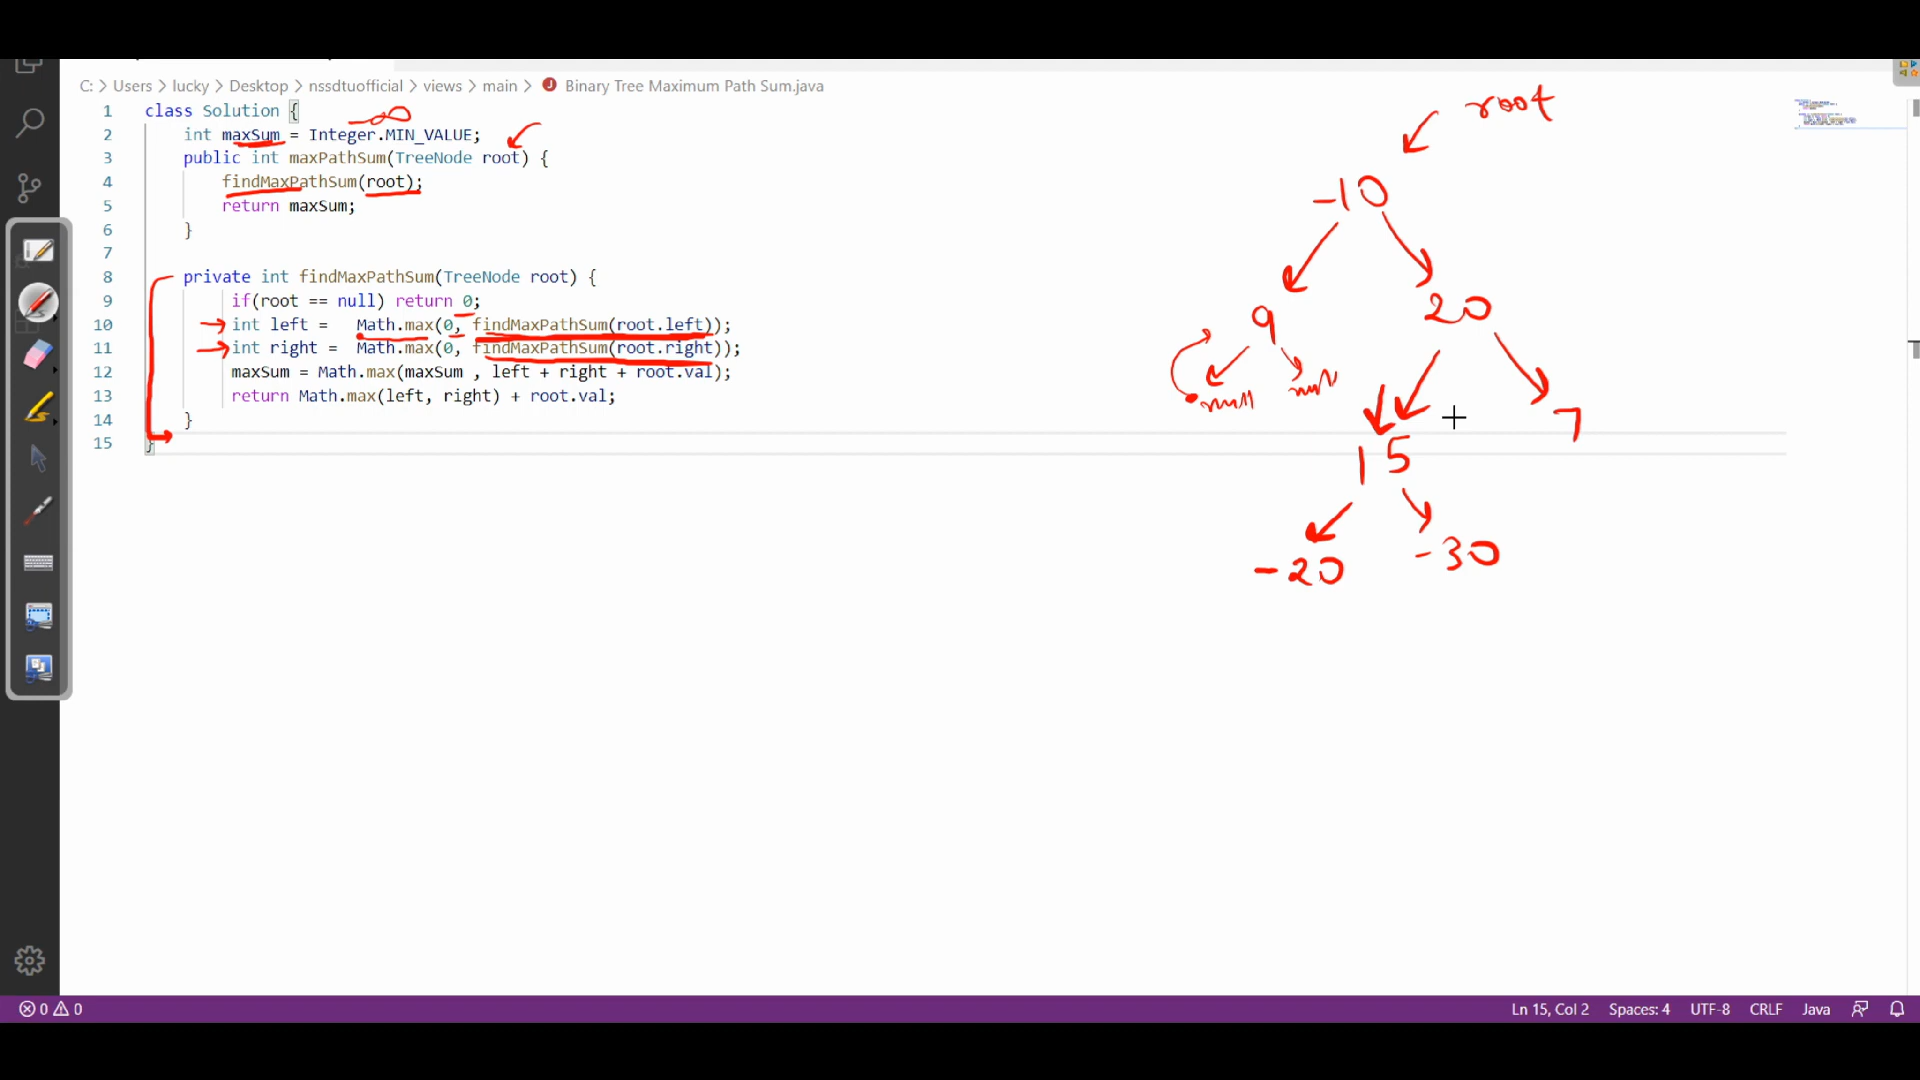 C: > Users > lucky > Desktop > nssdtuofficial > views > main > Binary Tree Maximum Path Sum.java
1 class Solution {
2 int maxSum = Integer.MIN_VALUE;
3 public int maxPathSum(TreeNode root) {
4 findMaxPathSum(root);
5 return maxSum;
6 }
7
8 private int findMaxPathSum(TreeNode root) {
9 if(root == null) return 0;
10 int left = Math.max(0, findMaxPathSum(root.left));
11 int right = Math.max(0, findMaxPathSum(root.right));
12 maxSum = Math.max(maxSum , left + right + root.val);
13 return Math.max(left, right) + root.val;
14 }
15 }
-∞
root
-10
9 20
null null
15 7
-20 -30
0 0
Ln 15, Col 2 Spaces: 4 UTF-8 CRLF Java